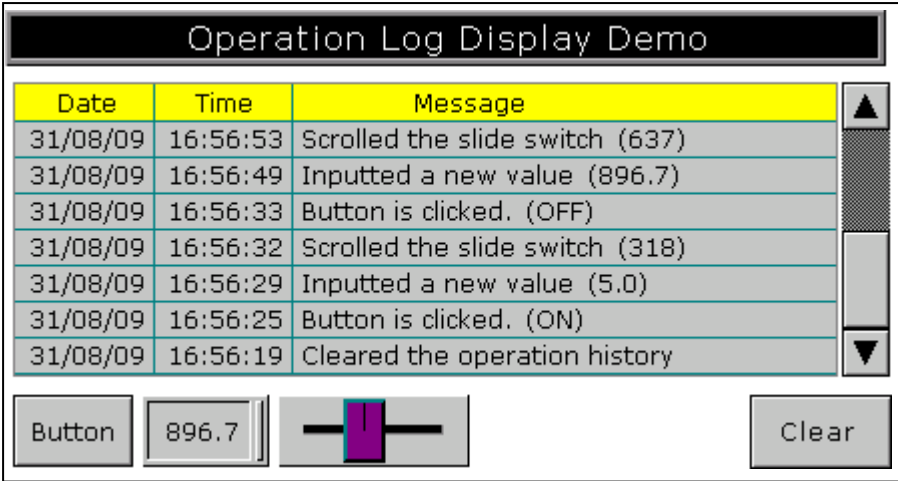 Operation Log Display Demo
Date Time Message
31/08/09 16:56:53 Scrolled the slide switch (637)
31/08/09 16:56:49 Inputted a new value (896.7)
31/08/09 16:56:33 Button is clicked. (OFF)
31/08/09 16:56:32 Scrolled the slide switch (318)
31/08/09 16:56:29 Inputted a new value (5.0)
31/08/09 16:56:25 Button is clicked. (ON)
31/08/09 16:56:19 Cleared the operation history
Button 896.7 Clear